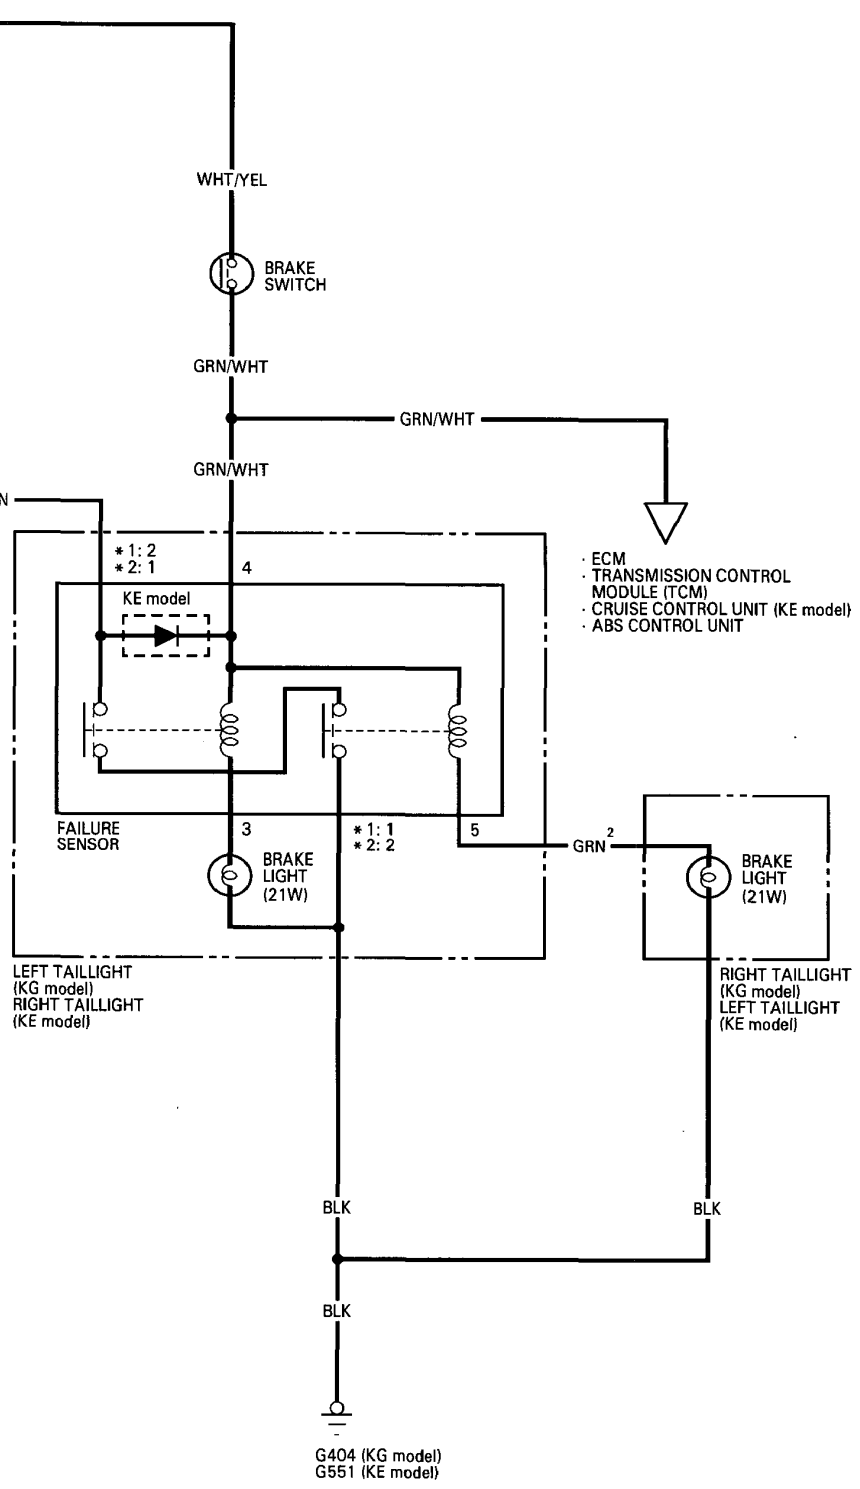 WHT/YEL
BRAKE
SWITCH
GRN/WHT
GRN/WHT
GRN/WHT
N
* 1: 2
* 2: 1
4
KE model
· ECM
· TRANSMISSION CONTROL
MODULE (TCM)
· CRUISE CONTROL UNIT (KE model)
· ABS CONTROL UNIT
FAILURE
SENSOR
3
* 1: 1
* 2: 2
5
GRN 2
BRAKE
LIGHT
(21W)
BRAKE
LIGHT
(21W)
LEFT TAILLIGHT
(KG model)
RIGHT TAILLIGHT
(KE model)
RIGHT TAILLIGHT
(KG model)
LEFT TAILLIGHT
(KE model)
BLK
BLK
BLK
G404 (KG model)
G551 (KE model)